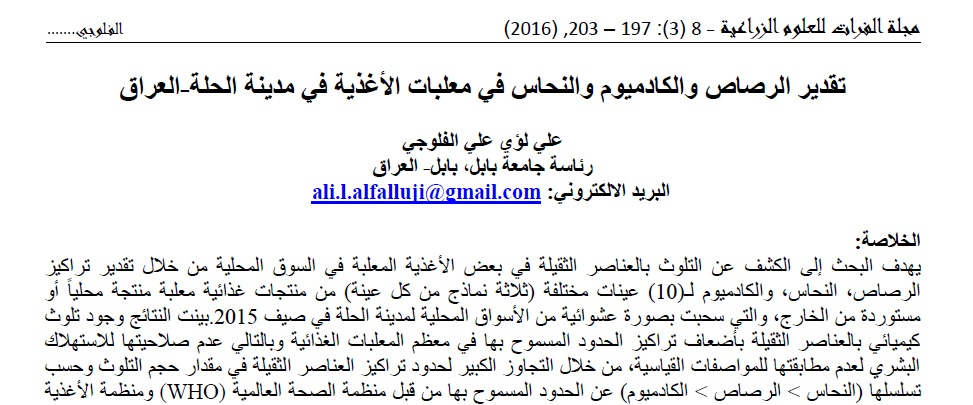 مجلة الفرات للعلوم الزراعية - 8 (3): 197 – 203, (2016) الفلوجي........
تقدير الرصاص والكادميوم والنحاس في معلبات الأغذية في مدينة الحلة-العراق
علي لؤي علي الفلوجي
رئاسة جامعة بابل، بابل- العراق
البريد الالكتروني: ali.l.alfalluji@gmail.com
الخلاصة:
يهدف البحث إلى الكشف عن التلوث بالعناصر الثقيلة في بعض الأغذية المعلبة في السوق المحلية من خلال تقدير تراكيز
الرصاص، النحاس، والكادميوم لـ(10) عينات مختلفة (ثلاثة نماذج من كل عينة) من منتجات غذائية معلبة منتجة محلياً أو
مستوردة من الخارج، والتي سحبت بصورة عشوائية من الأسواق المحلية لمدينة الحلة في صيف 2015.بينت النتائج وجود تلوث
كيميائي بالعناصر الثقيلة بأضعاف تراكيز الحدود المسموح بها في معظم المعلبات الغذائية وبالتالي عدم صلاحيتها للاستهلاك
البشري لعدم مطابقتها للمواصفات القياسية، من خلال التجاوز الكبير لحدود تراكيز العناصر الثقيلة في مقدار حجم التلوث وحسب
تسلسلها (النحاس > الرصاص > الكادميوم) عن الحدود المسموح بها من قبل منظمة الصحة العالمية (WHO) ومنظمة الأغذية